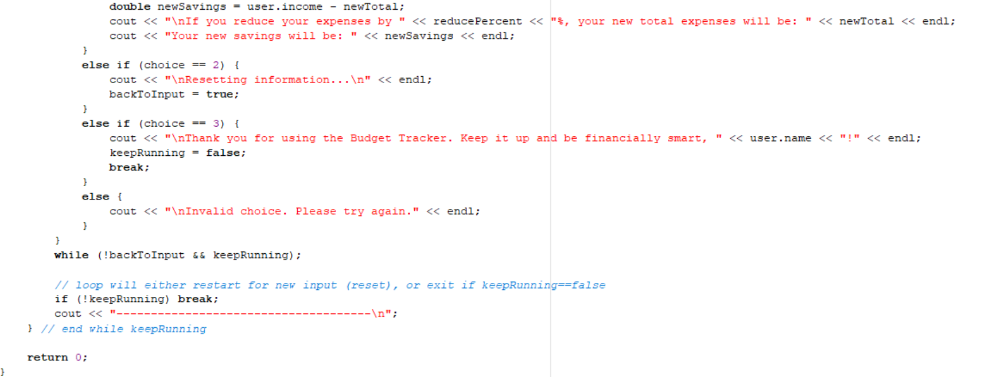 double newSavings = user.income - newTotal;
cout << "\nIf you reduce your expenses by " << reducePercent << "%, your new total expenses will be: " << newTotal << endl;
cout << "Your new savings will be: " << newSavings << endl;
}
else if (choice == 2) {
cout << "\nResetting information...\n" << endl;
backToInput = true;
}
else if (choice == 3) {
cout << "\nThank you for using the Budget Tracker. Keep it up and be financially smart, " << user.name << "!" << endl;
keepRunning = false;
break;
}
else {
cout << "\nInvalid choice. Please try again." << endl;
}
}
while (!backToInput && keepRunning);
// loop will either restart for new input (reset), or exit if keepRunning==false
if (!keepRunning) break;
cout << "-------------------------------------\n";
} // end while keepRunning
return 0;
}